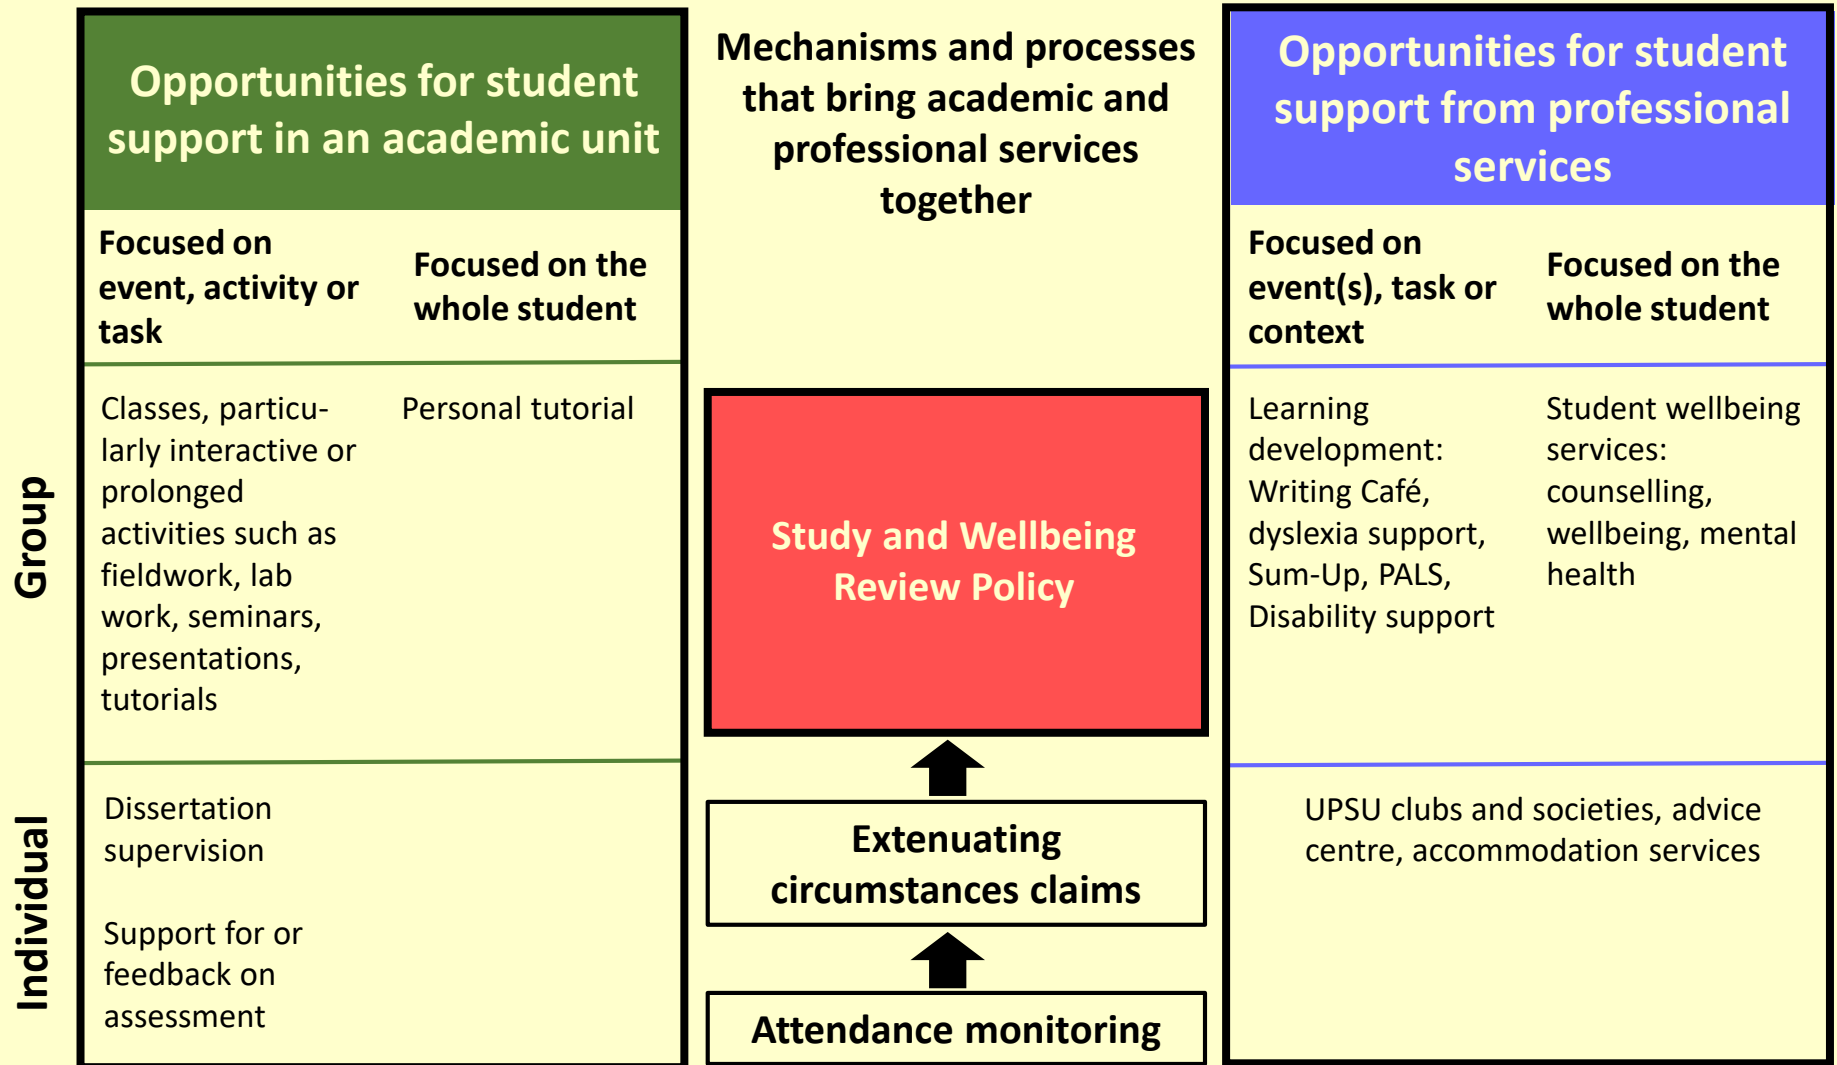 Opportunities for student
support in an academic unit
Focused on
event, activity or
task
Focused on the
whole student
Group
Classes, particu-
larly interactive or
prolonged
activities such as
fieldwork, lab
work, seminars,
presentations,
tutorials
Personal tutorial
Individual
Dissertation
supervision
Support for or
feedback on
assessment
Mechanisms and processes
that bring academic and
professional services
together
Study and Wellbeing
Review Policy
Extenuating
circumstances claims
Attendance monitoring
Opportunities for student
support from professional
services
Focused on
event(s), task or
context
Focused on the
whole student
Learning
development:
Writing Café,
dyslexia support,
Sum-Up, PALS,
Disability support
Student wellbeing
services:
counselling,
wellbeing, mental
health
UPSU clubs and societies, advice
centre, accommodation services